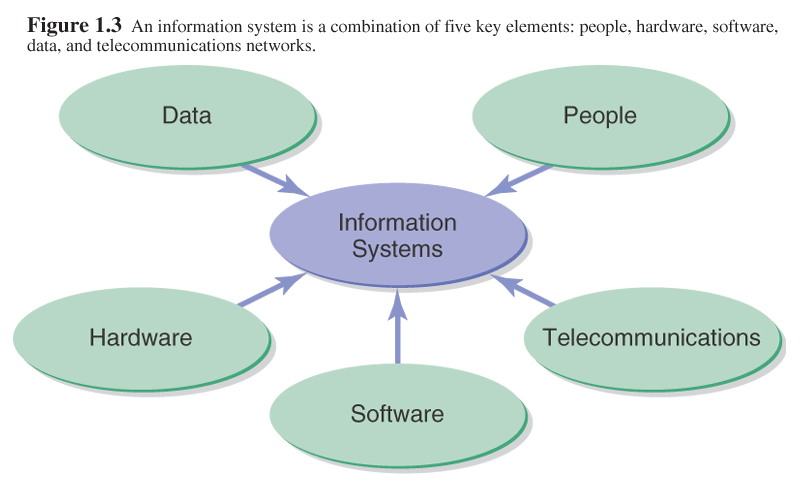 Figure 1.3 An information system is a combination of five key elements: people, hardware, software,
data, and telecommunications networks.
Data
People
Information
Systems
Hardware
Telecommunications
Software